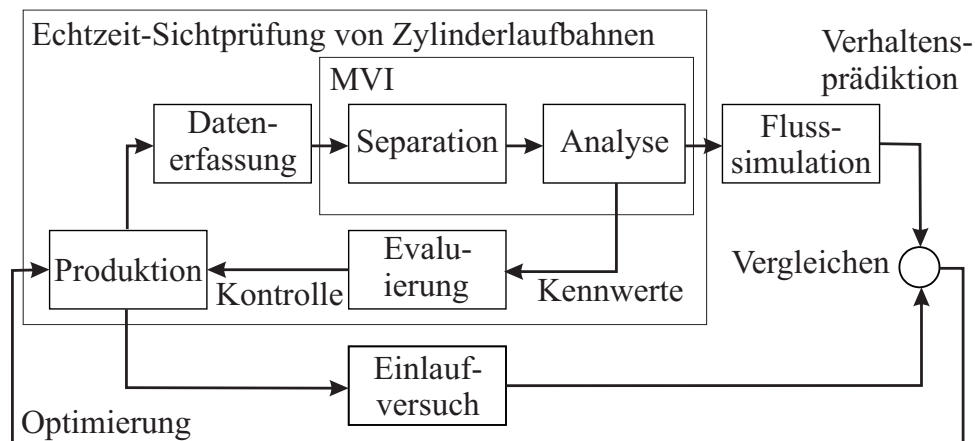 Echtzeit-Sichtprüfung von Zylinderlaufbahnen
Verhaltens-
prädiktion
MVI
Daten-
erfassung
Separation
Analyse
Fluss-
simulation
Produktion
Kontrolle
Evalu-
ierung
Kennwerte
Vergleichen
Einlauf-
versuch
Optimierung